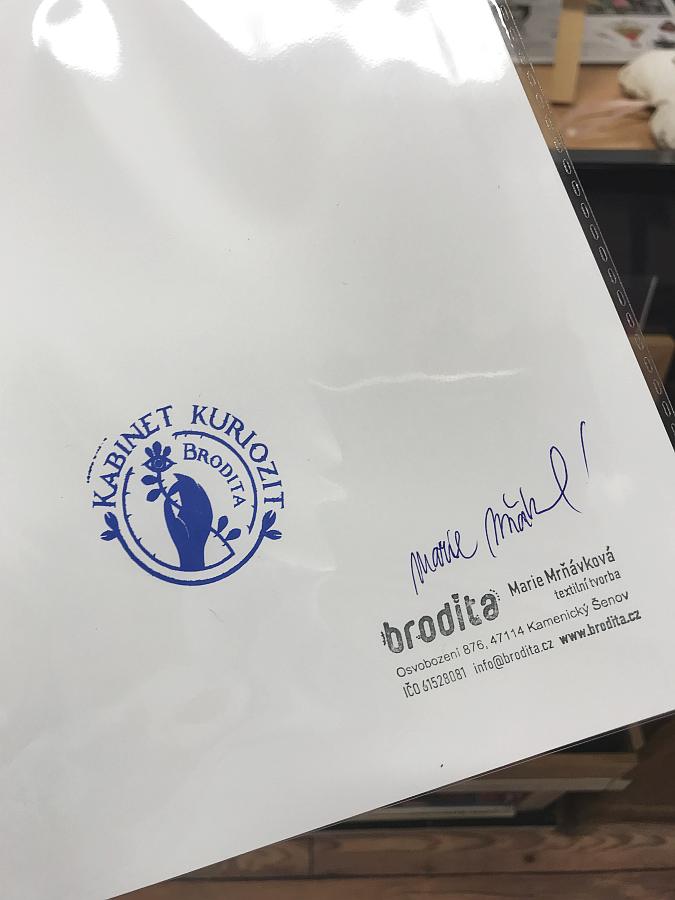 KABINET KURIOZIT
BRODITA
marie
brodita
Marie Mrňávková
textilní tvorba
Osvobození 876, 47114 Kamenický Šenov
IČO 61528081 info@brodita.cz www.brodita.cz